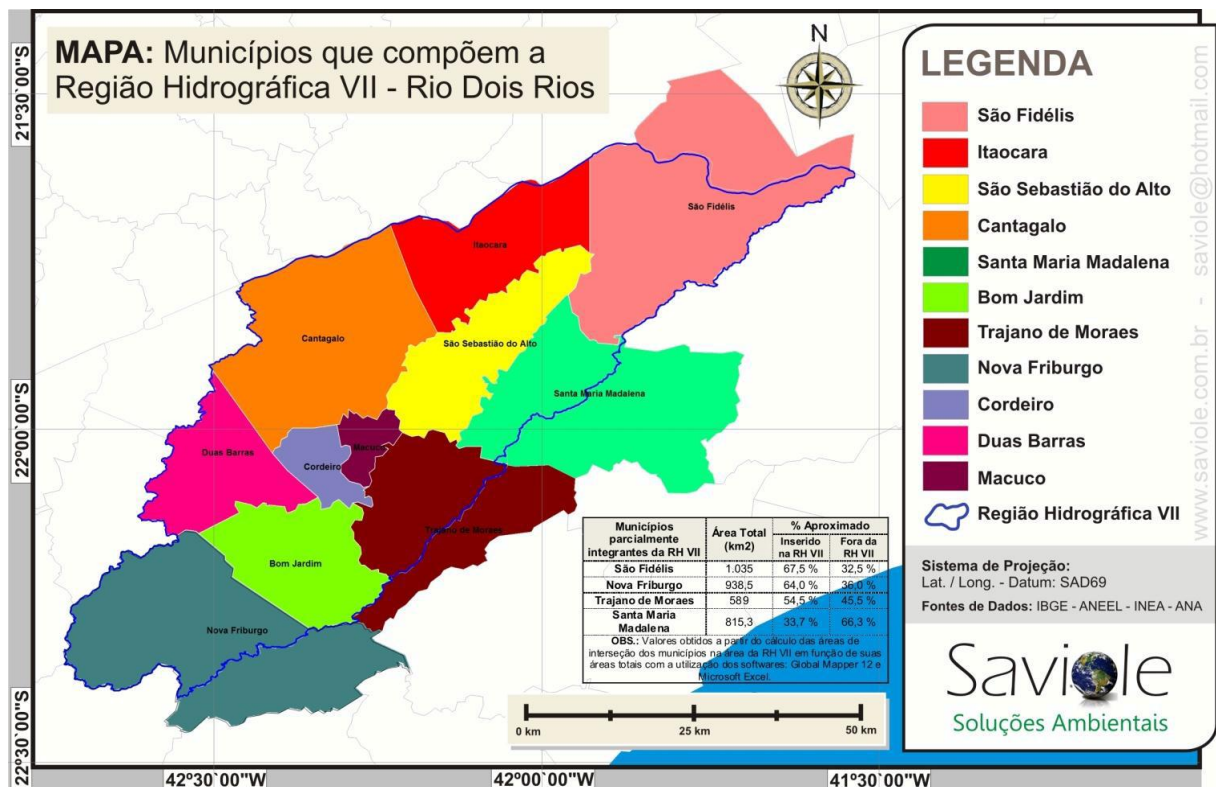 MAPA: Municípios que compõem a
Região Hidrográfica VII - Rio Dois Rios
N
21°30'00"S
22°00'00"S
22°30'00"S
42°30'00"W
42°00'00"W
41°30'00"W
São Fidélis
Itaocara
São Sebastião do Alto
Cantagalo
Santa Maria Madalena
Duas Barras
Macuco
Cordeiro
Trajano de Moraes
Bom Jardim
Nova Friburgo
Municípios parcialmente integrantes da RH VII | Área Total (km2) | % Aproximado
Inserido na RH VII | Fora da RH VII
São Fidélis | 1.035 | 67,5 % | 32,5 %
Nova Friburgo | 938,5 | 64,0 % | 36,0 %
Trajano de Moraes | 589 | 54,5 % | 45,5 %
Santa Maria Madalena | 815,3 | 33,7 % | 66,3 %
OBS.: Valores obtidos a partir do cálculo das áreas de
interseção dos municípios na área da RH VII em função de suas
áreas totais com a utilização dos softwares: Global Mapper 12 e
Microsoft Excel.
0 km 25 km 50 km
LEGENDA
São Fidélis
Itaocara
São Sebastião do Alto
Cantagalo
Santa Maria Madalena
Bom Jardim
Trajano de Moraes
Nova Friburgo
Cordeiro
Duas Barras
Macuco
Região Hidrográfica VII
Sistema de Projeção:
Lat. / Long. - Datum: SAD69
Fontes de Dados: IBGE - ANEEL - INEA - ANA
Saviole
Soluções Ambientais
www.saviole.com.br - saviole@hotmail.com